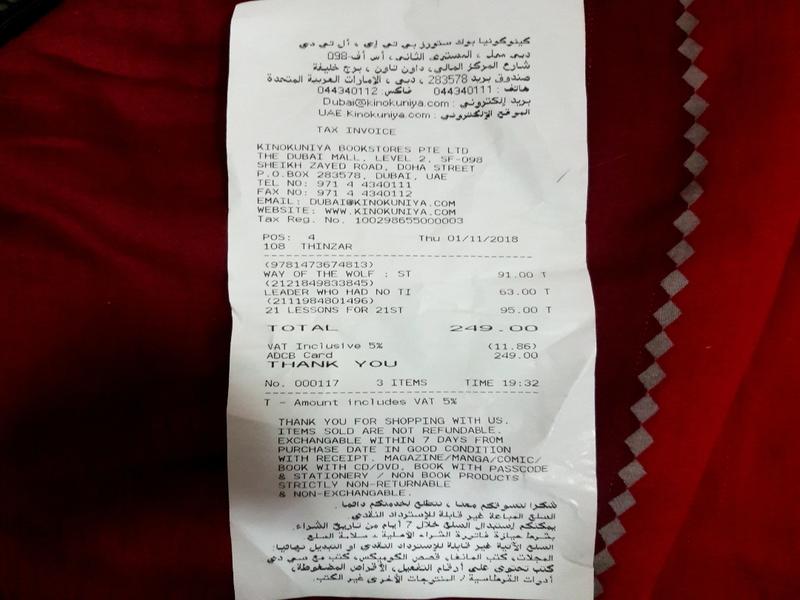 كينوكونيا بوك ستورز بي تي إي ، أل تي دي
دبي مول ، المستوى الثاني، أس أف-098
شارع المركز المالي، داون تاون ، برج خليفة
صندوق بريد 283578 ، دبي ، الإمارات العربية المتحدة
هاتف : 044340111 فاكس: 044340112
بريد إلكتروني : Dubai@kinokuniya.com
الموقع الإلكتروني : UAE.Kinokuniya.com
TAX INVOICE
KINOKUNIYA BOOKSTORES PTE LTD
THE DUBAI MALL, LEVEL 2, SF-098
SHEIKH ZAYED ROAD, DOHA STREET
P.O.BOX 283578, DUBAI, UAE
TEL NO: 971 4 4340111
FAX NO: 971 4 4340112
EMAIL: DUBAI@KINOKUNIYA.COM
WEBSITE: WWW.KINOKUNIYA.COM
Tax Reg. No. 100298655000003
POS: 4 Thu 01/11/2018
108 THINZAR
(9781473674813)
WAY OF THE WOLF : ST 91.00 T
(2121849833845)
LEADER WHO HAD NO TI 63.00 T
(2111984801496)
21 LESSONS FOR 21ST 95.00 T
TOTAL 249.00
VAT Inclusive 5% (11.86)
ADCB Card 249.00
THANK YOU
No. 000117 3 ITEMS TIME 19:32
T - Amount includes VAT 5%
THANK YOU FOR SHOPPING WITH US.
ITEMS SOLD ARE NOT REFUNDABLE.
EXCHANGABLE WITHIN 7 DAYS FROM
PURCHASE DATE IN GOOD CONDITION
WITH RECEIPT. MAGAZINE/MANGA/COMIC/
BOOK WITH CD/DVD, BOOK WITH PASSCODE
& STATIONERY / NON BOOK PRODUCTS
STRICTLY NON-RETURNABLE
& NON-EXCHANGABLE.
شكرا لتسوقكم معنا ، نتطلع لخدمتكم دائما .
السلع المباعة غير قابلة للإسترداد النقدي
يمكنكم إستبدال السلع خلال 7 أيام من تاريخ الشراء.
بشرط حيازة فاتورة الشراء الأصلية ، سلامة السلع
السلع الآتية غير قابلة للإسترداد النقدي او التبديل نهائيا:
المجلات، كتب المانغا، قصص الكوميكس، كتب مع سي دي
كتب تحتوي على أرقام التفعيل، الأقراص المضغوطة،
أدوات القرطاسية / المنتوجات الأخرى غير الكتب.